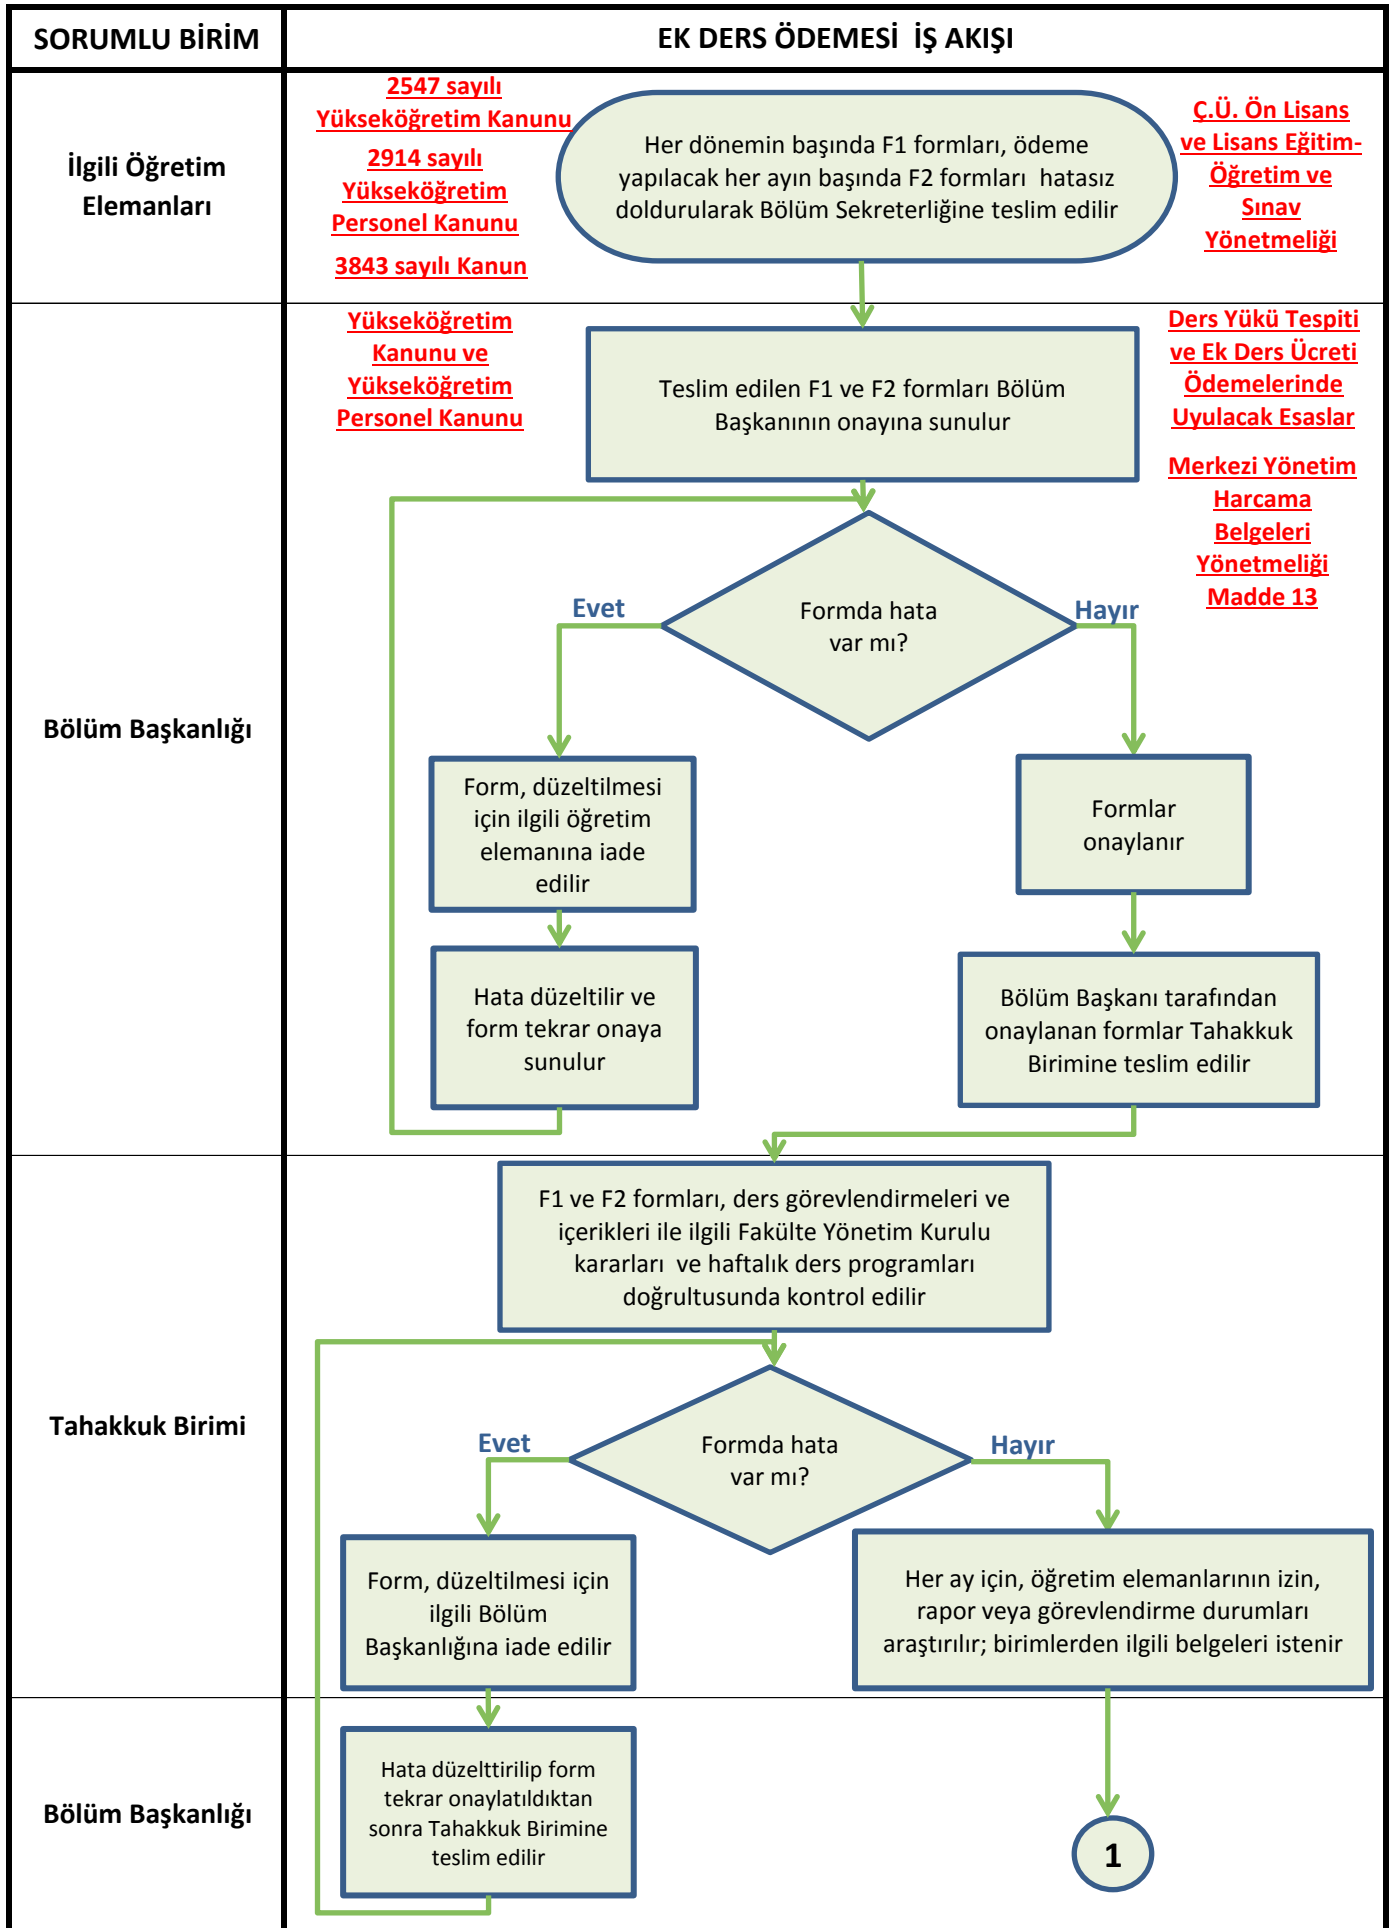 SORUMLU BİRİM
EK DERS ÖDEMESİ İŞ AKIŞI
İlgili Öğretim
Elemanları
2547 sayılı
Yükseköğretim Kanunu
2914 sayılı
Yükseköğretim
Personel Kanunu
3843 sayılı Kanun
Her dönemin başında F1 formları, ödeme
yapılacak her ayın başında F2 formları hatasız
doldurularak Bölüm Sekreterliğine teslim edilir
Ç.Ü. Ön Lisans
ve Lisans Eğitim-
Öğretim ve
Sınav
Yönetmeliği
Bölüm Başkanlığı
Yükseköğretim
Kanunu ve
Yükseköğretim
Personel Kanunu
Teslim edilen F1 ve F2 formları Bölüm
Başkanının onayına sunulur
Ders Yükü Tespiti
ve Ek Ders Ücreti
Ödemelerinde
Uyulacak Esaslar
Merkezi Yönetim
Harcama
Belgeleri
Yönetmeliği
Madde 13
Evet
Formda hata
var mı?
Hayır
Form, düzeltilmesi
için ilgili öğretim
elemanına iade
edilir
Formlar
onaylanır
Hata düzeltilir ve
form tekrar onaya
sunulur
Bölüm Başkanı tarafından
onaylanan formlar Tahakkuk
Birimine teslim edilir
Tahakkuk Birimi
F1 ve F2 formları, ders görevlendirmeleri ve
içerikleri ile ilgili Fakülte Yönetim Kurulu
kararları ve haftalık ders programları
doğrultusunda kontrol edilir
Evet
Formda hata
var mı?
Hayır
Form, düzeltilmesi için
ilgili Bölüm
Başkanlığına iade edilir
Her ay için, öğretim elemanlarının izin,
rapor veya görevlendirme durumları
araştırılır; birimlerden ilgili belgeleri istenir
Bölüm Başkanlığı
Hata düzelttirilip form
tekrar onaylatıldıktan
sonra Tahakkuk Birimine
teslim edilir
1